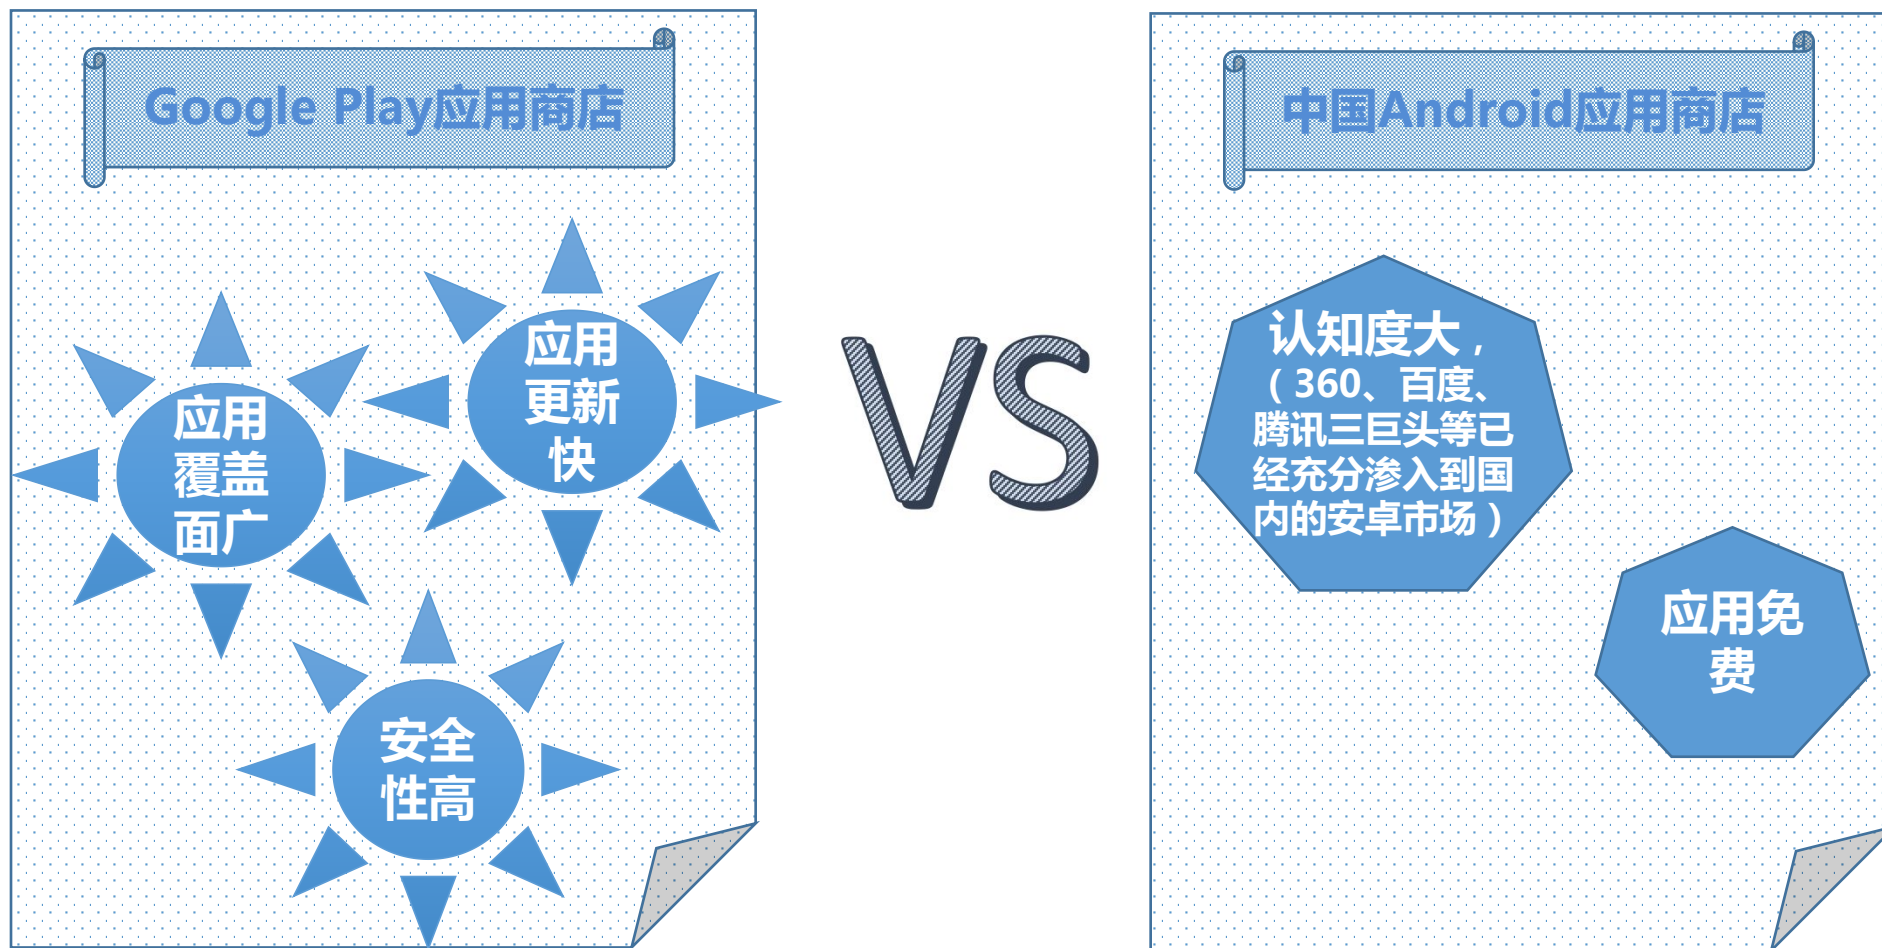 Google Play应用商店
应用
覆盖
面广
应用
更新
快
安全
性高
VS
中国Android应用商店
认知度大，
（360、百度、
腾讯三巨头等已
经充分渗入到国
内的安卓市场）
应用免
费